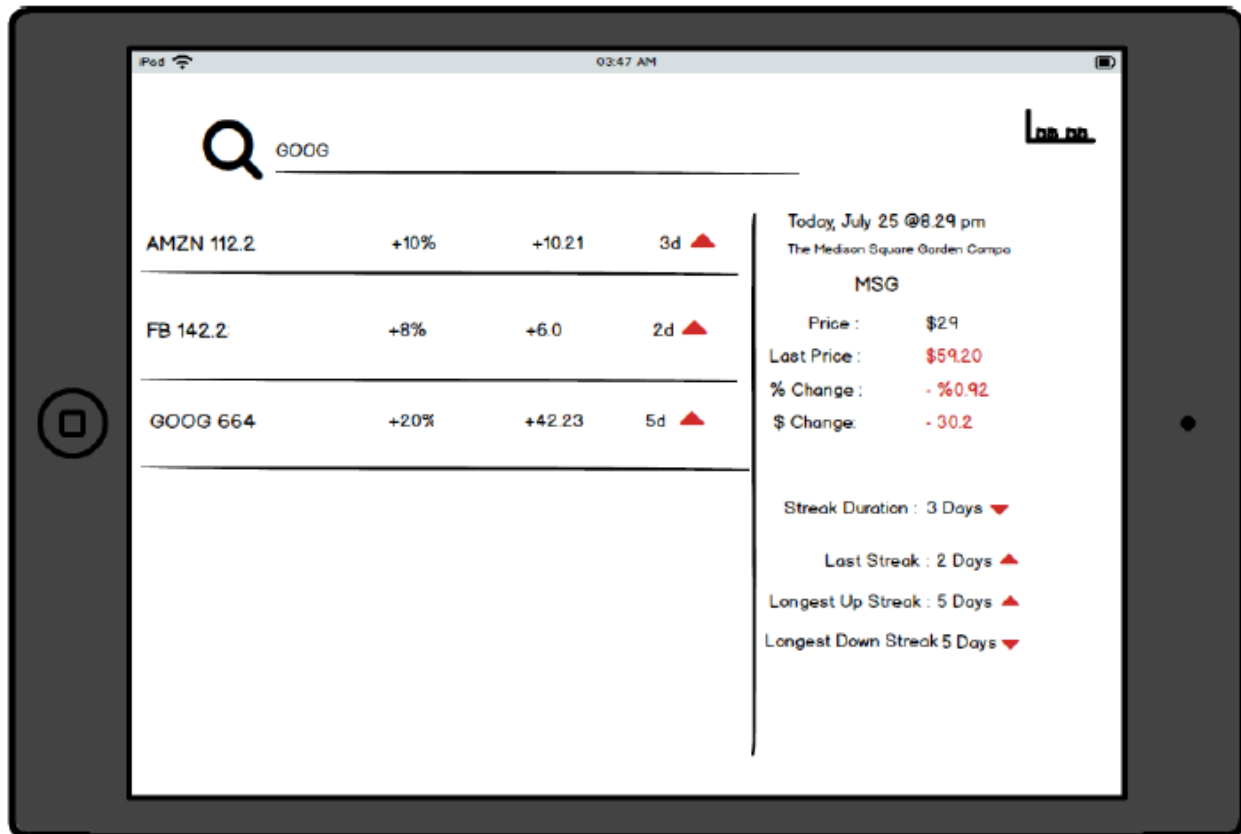 iPod 03:47 AM
GOOG
AMZN 112.2 +10% +10.21 3d
FB 142.2 +8% +6.0 2d
GOOG 664 +20% +42.23 5d
Today, July 25 @8.29 pm
The Medison Square Garden Compa
MSG
Price : $29
Last Price : $59.20
% Change : - %0.92
$ Change: - 30.2
Streak Duration : 3 Days
Last Streak : 2 Days
Longest Up Streak : 5 Days
Longest Down Streak 5 Days